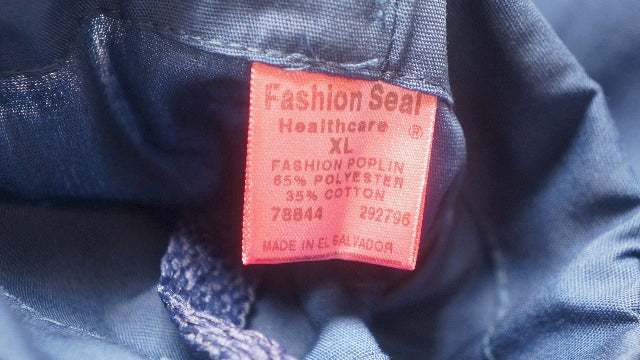 Fashion Seal
Healthcare ®
XL
FASHION POPLIN
65% POLYESTER
35% COTTON
78844 292796
MADE IN EL SALVADOR